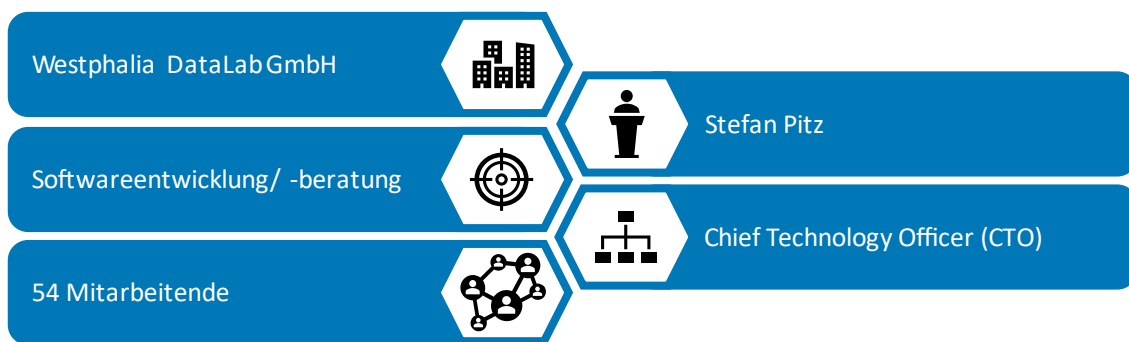 Westphalia DataLab GmbH
Softwareentwicklung/ -beratung
54 Mitarbeitende
Stefan Pitz
Chief Technology Officer (CTO)